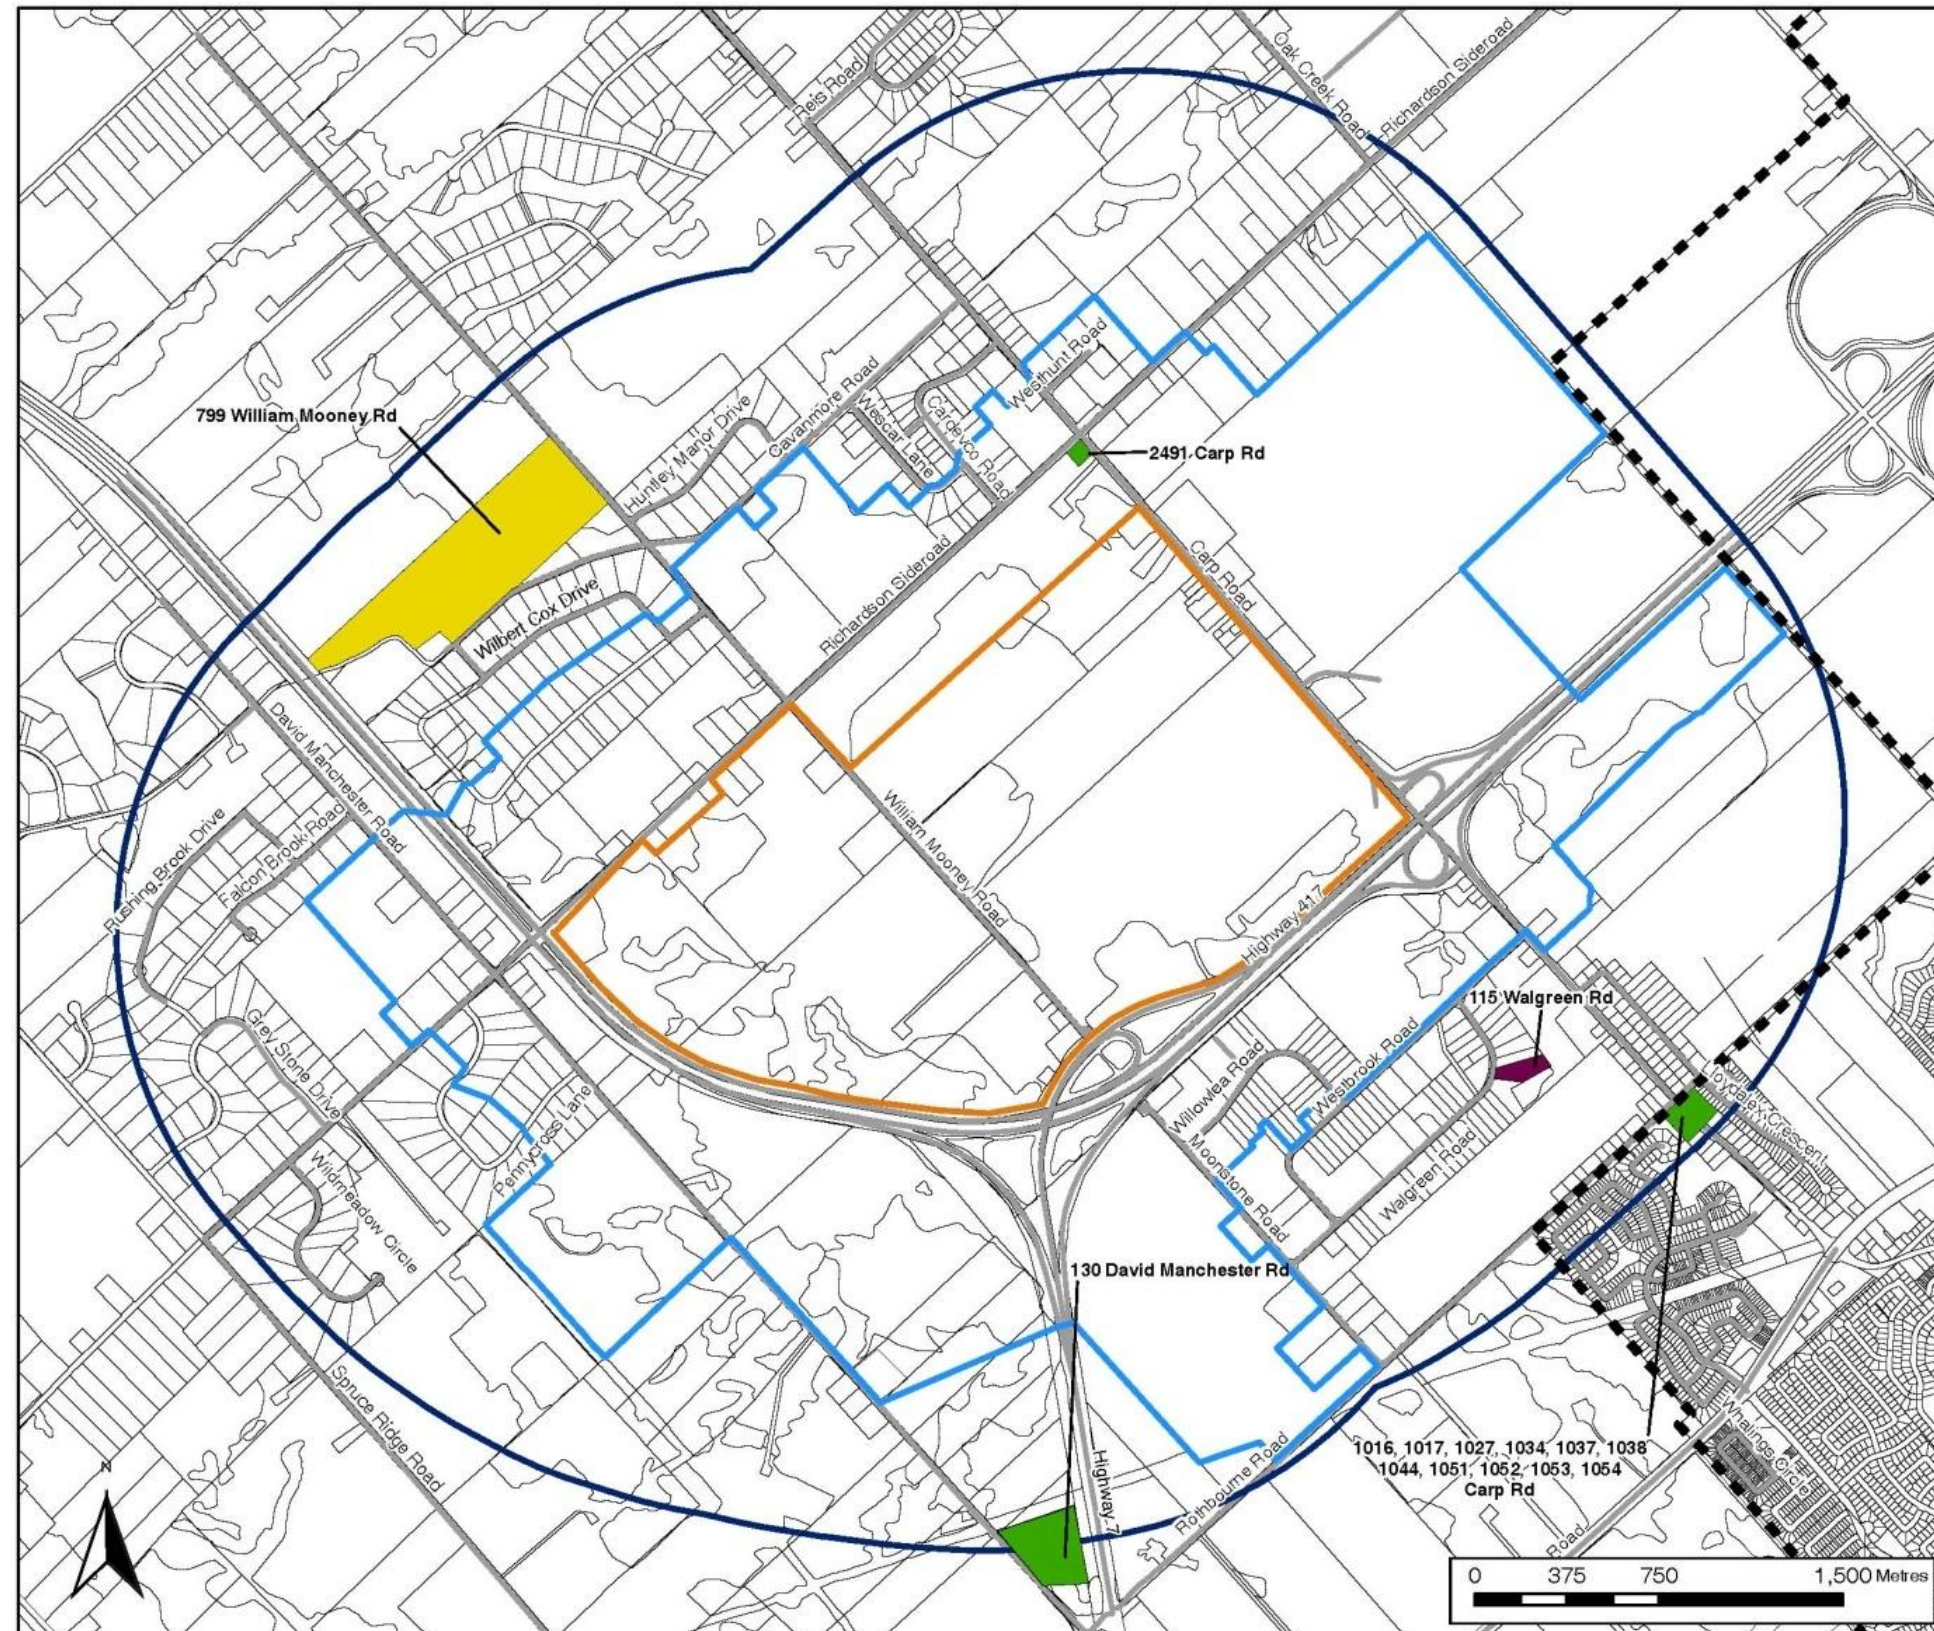 Oak Creek Road
Richardson Sideroad
Reis Road
Westhunt Road
799 William Mooney Rd
Huntley Manor Drive
Cavanmore Road
Wescar Lane
Cardevco Road
2491 Carp Rd
Carp Road
Richardson Sideroad
Wilbert Cox Drive
David Manchester Road
Rushing Brook Drive
Falcon Brook Road
William Mooney Road
Highway 417
115 Walgreen Rd
Grey Stone Drive
Pennycross Lane
Willowlea Road
Westbrook Road
Moonstone Road
Walgreen Road
Lloydalex Crescent
Wildmeadow Circle
130 David Manchester Rd
Spruce Ridge Road
Highway 7
Rothbourne Road
1016, 1017, 1027, 1034, 1037, 1038
1044, 1051, 1052, 1053, 1054
Carp Rd
Whalings Circle
Road
N
0 375 750 1,500 Metres